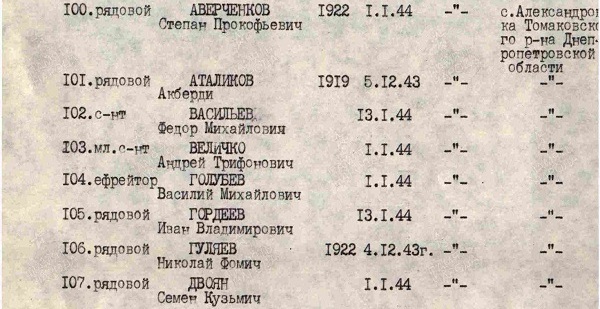 I00.рядовой АВЕРЧЕНКОВ I922 I.I.44 -"- с.Александров
Степан Прокофьевич ка Томаковско
го р-на Днеп-
ропетровской
области
I0I.рядовой АТАЛИКОВ I9I9 5.I2.43 -"- -"-
Акберди
I02.с-нт ВАСИЛЬЕВ I3.I.44 -"- -"-
Федор Михайлович
I03.мл.с-нт ВЕЛИЧКО I.I.44 -"- -"-
Андрей Трифонович
I04.ефрейтор ГОЛУБЕВ I.I.44 -"- -"-
Василий Михайлович
I05.рядовой ГОРДЕЕВ I3.I.44 -"- -"-
Иван Владимирович
I06.рядовой ГУЛЯЕВ I922 4.I2.43г. -"- -"-
Николай Фомич
I07.рядовой ДВОЯН I.I.44 -"- -"-
Семен Кузьмич